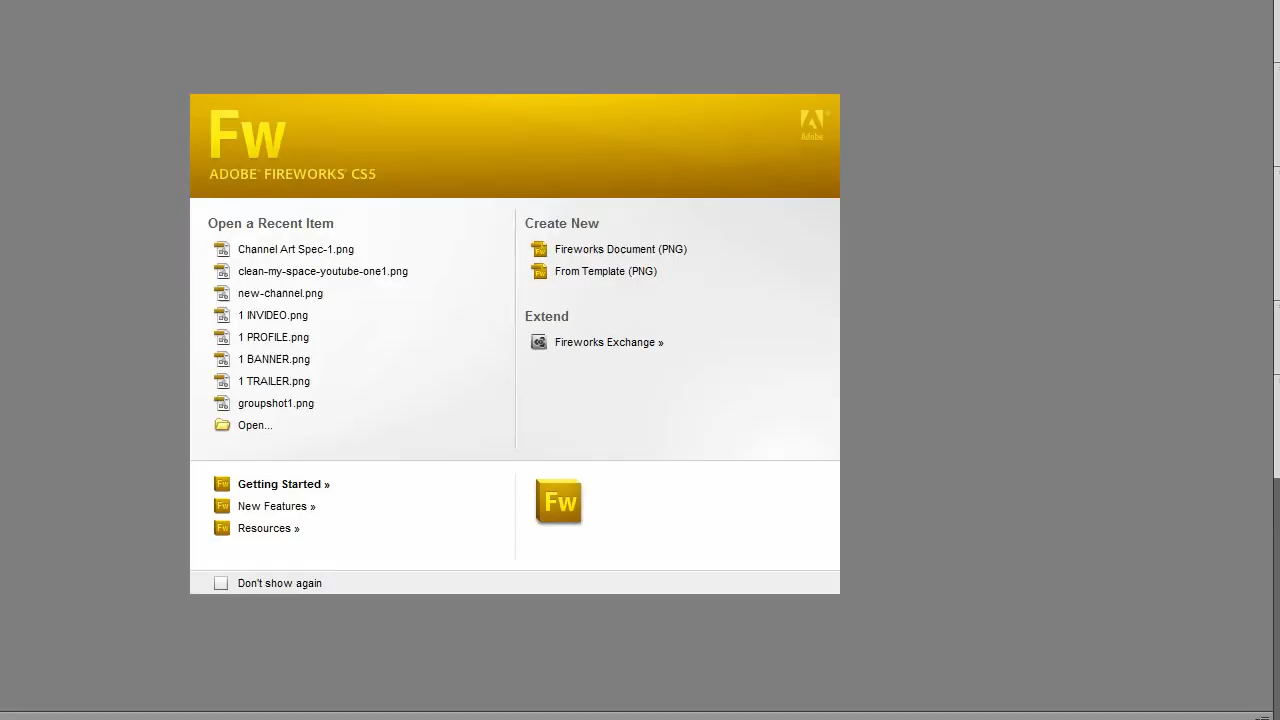 Fw
Adobe
ADOBE® FIREWORKS® CS5
Open a Recent Item
Channel Art Spec-1.png
clean-my-space-youtube-one1.png
new-channel.png
1 INVIDEO.png
1 PROFILE.png
1 BANNER.png
1 TRAILER.png
groupshot1.png
Open...
Create New
Fireworks Document (PNG)
From Template (PNG)
Extend
Fireworks Exchange »
Getting Started »
New Features »
Resources »
Fw
Don't show again